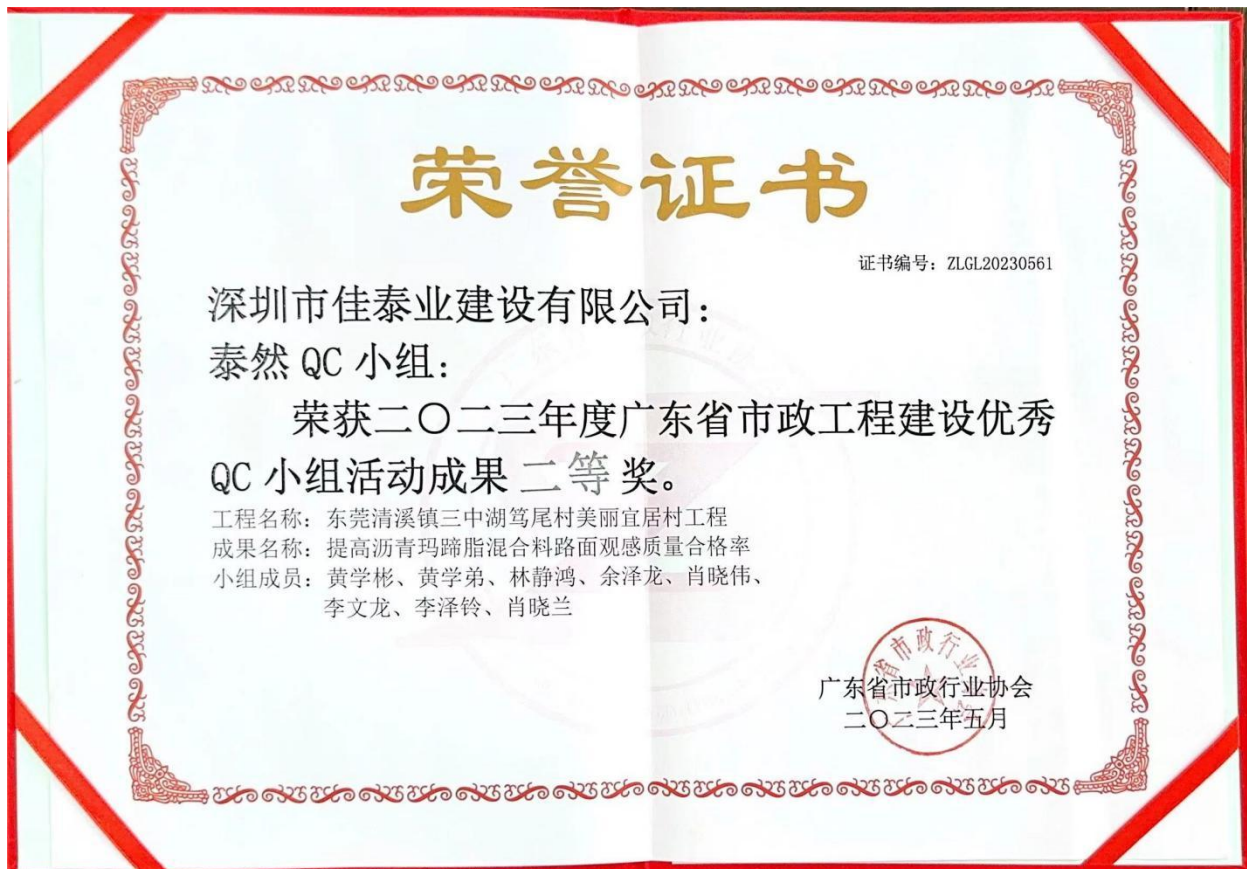 荣誉证书
证书编号：ZLGL20230561
深圳市佳泰业建设有限公司：
泰然 QC 小组：
荣获二〇二三年度广东省市政工程建设优秀
QC 小组活动成果 二等 奖。
工程名称：东莞清溪镇三中湖笃尾村美丽宜居村工程
成果名称：提高沥青玛蹄脂混合料路面观感质量合格率
小组成员：黄学彬、黄学弟、林静鸿、余泽龙、肖晓伟、
李文龙、李泽铃、肖晓兰
广东省市政行业协会
二〇二三年五月